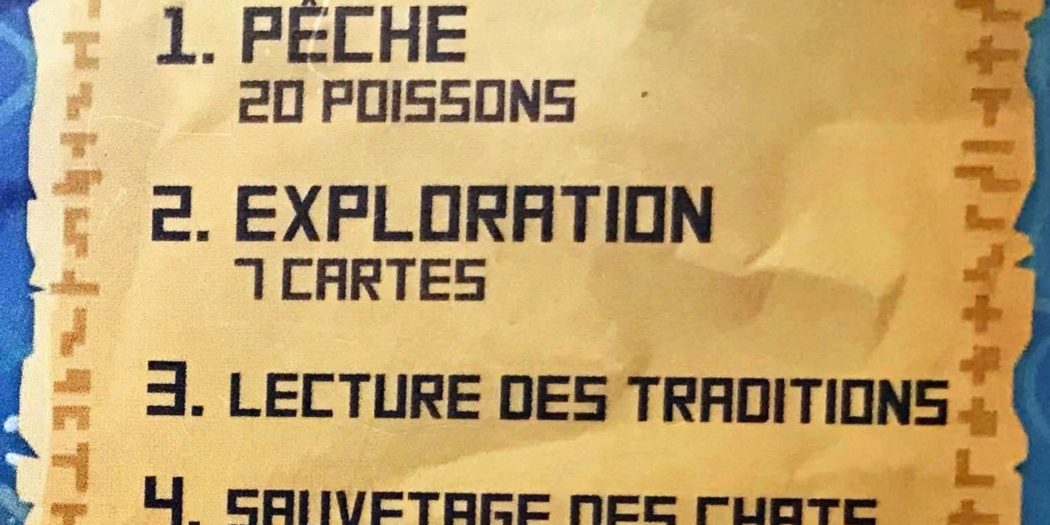 1. PÊCHE
20 POISSONS
2. EXPLORATION
7 CARTES
3. LECTURE DES TRADITIONS
4. SAUVETAGE DES CHATS